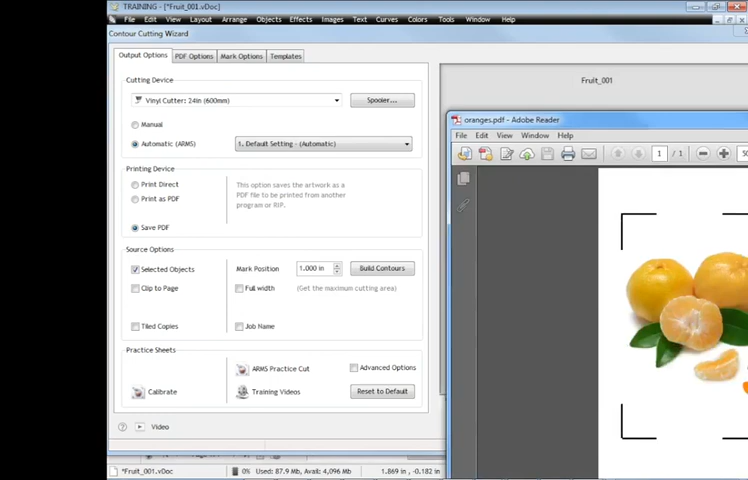 TRAINING - [*Fruit_001.vDoc]
File Edit View Layout Arrange Objects Effects Images Text Curves Colors Tools Window Help
Contour Cutting Wizard
Output Options PDF Options Mark Options Templates
Fruit_001
Cutting Device
Vinyl Cutter: 24in (600mm) Spooler...
oranges.pdf - Adobe Reader
Manual
File Edit View Window Help
Automatic (ARMS) 1. Default Setting - (Automatic)
1 / 1
Printing Device
Print Direct
Print as PDF
This option saves the artwork as a
PDF file to be printed from another
program or RIP.
Save PDF
Source Options
Selected Objects Mark Position 1.000 in Build Contours
Clip to Page Full width (Get the maximum cutting area)
Tiled Copies Job Name
Practice Sheets
ARMS Practice Cut Advanced Options
Calibrate Training Videos Reset to Default
Video
*Fruit_001.vDoc 0% Used: 87.9 Mb, Avail: 4,096 Mb 1.869 in, -0.182 in